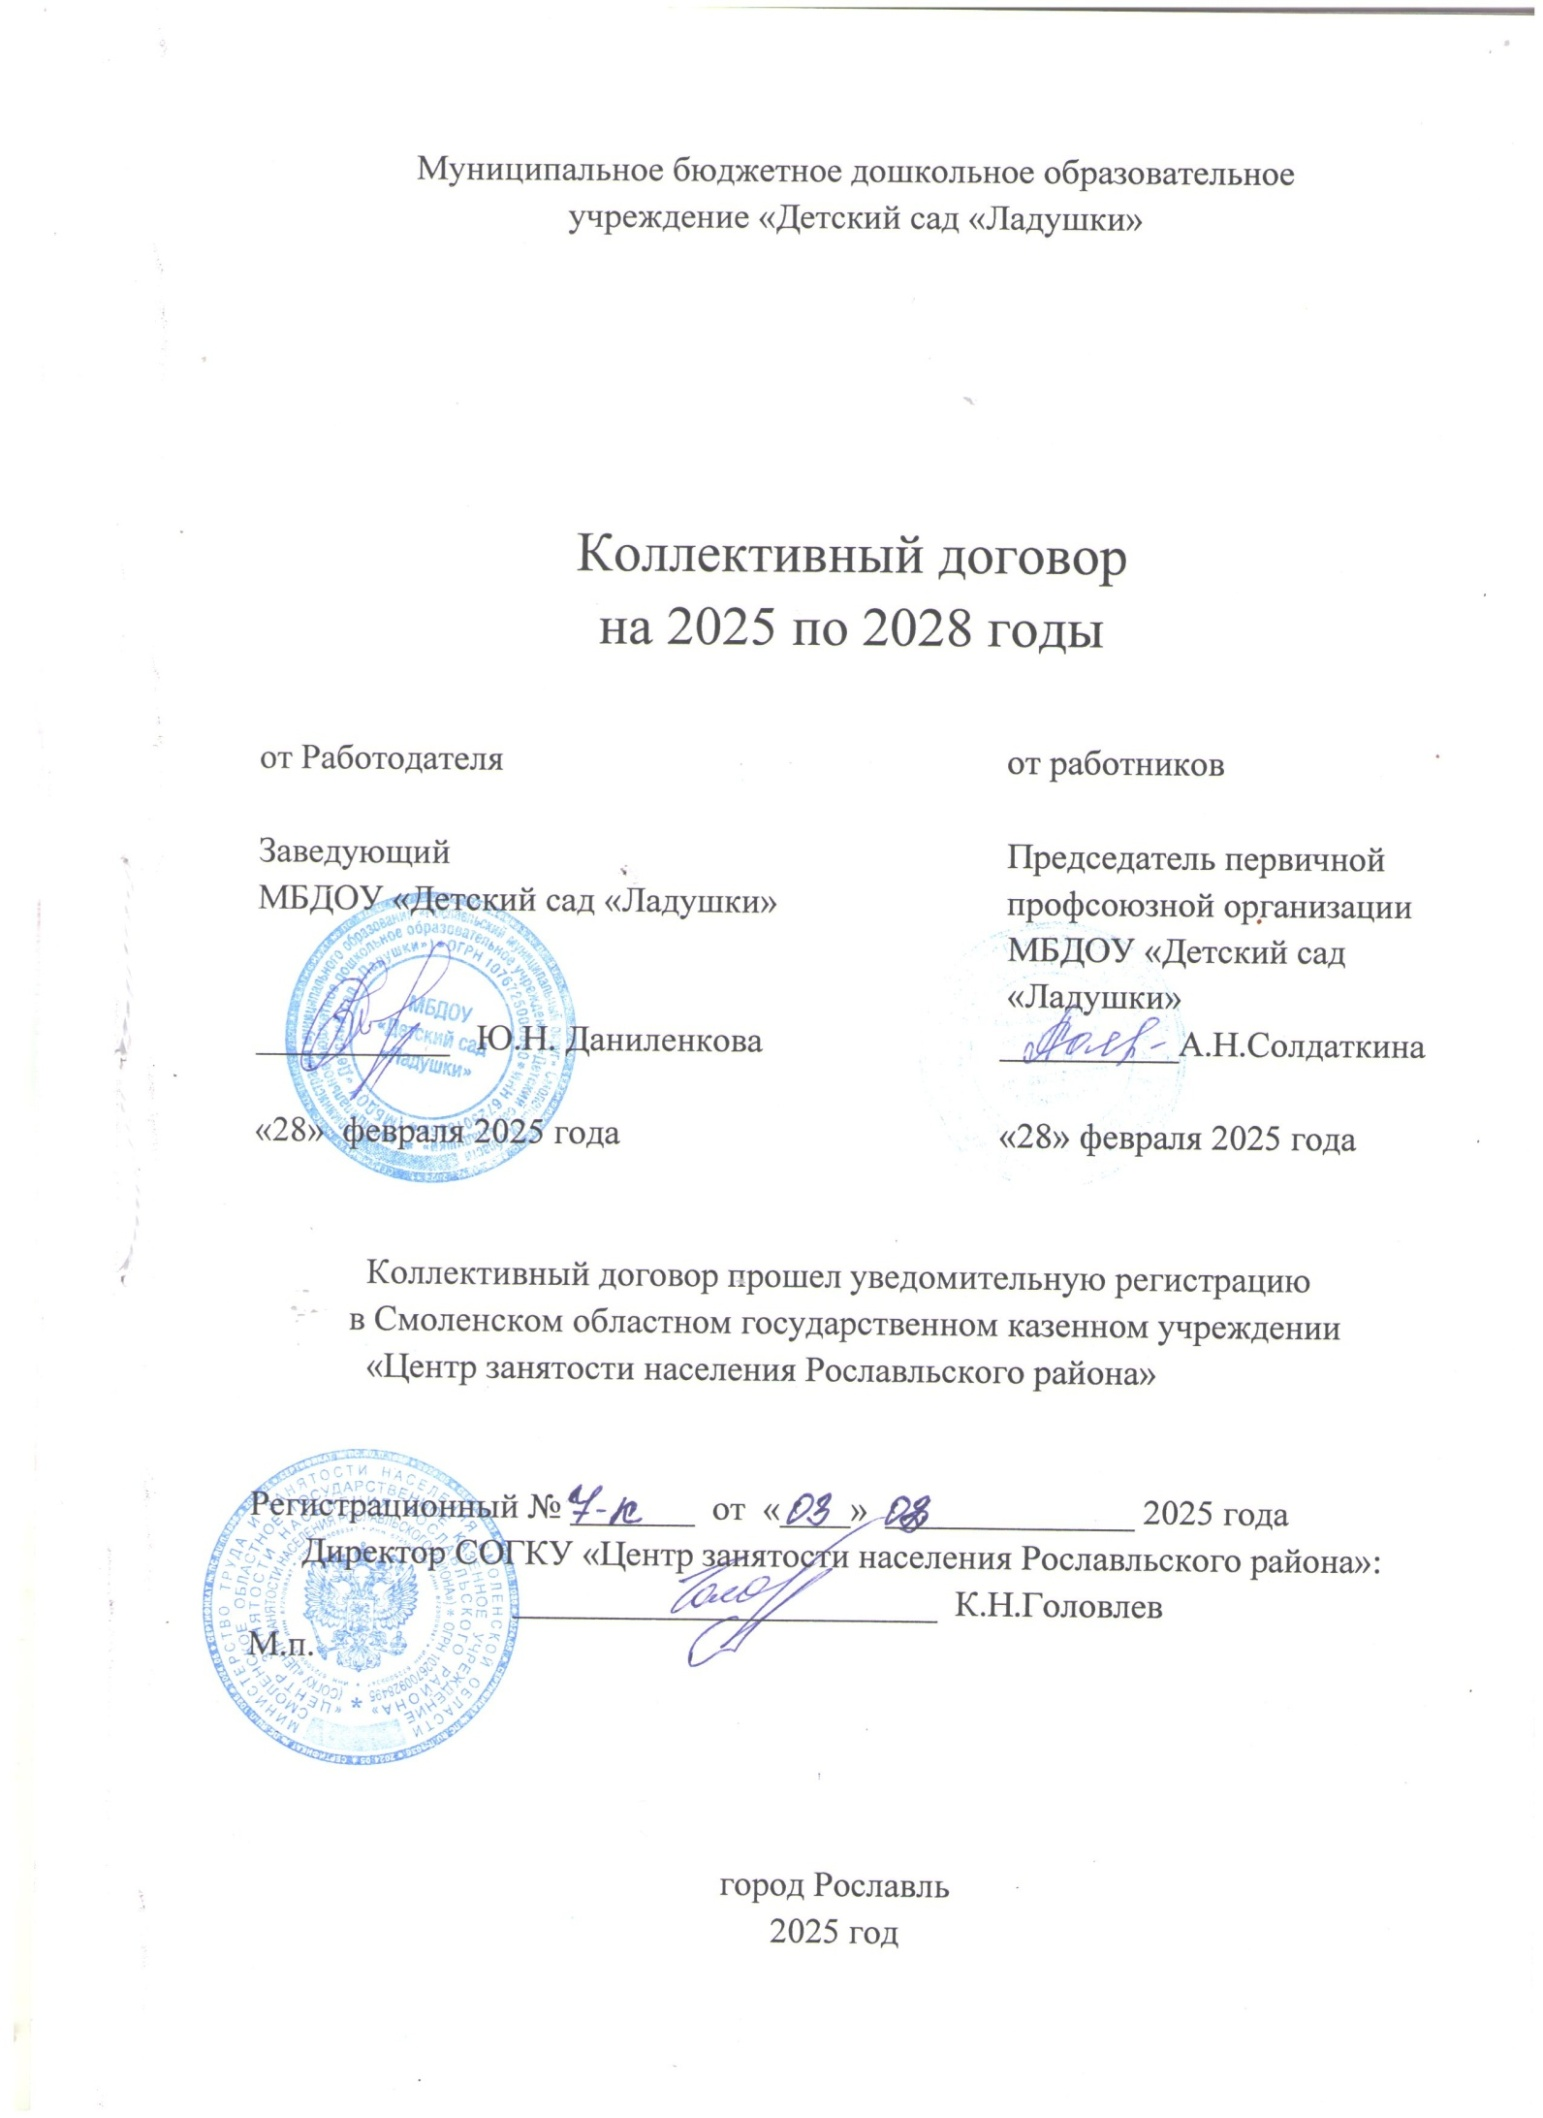 Муниципальное бюджетное дошкольное образовательное
учреждение «Детский сад «Ладушки»
Коллективный договор
на 2025 по 2028 годы
от Работодателя
Заведующий
МБДОУ «Детский сад «Ладушки»
МБДОУ
«Детский сад
«Ладушки»
Ю.Н. Даниленкова
«28» февраля 2025 года
от работников
Председатель первичной
профсоюзной организации
МБДОУ «Детский сад
«Ладушки»
А.Н.Солдаткина
«28» февраля 2025 года
Коллективный договор прошел уведомительную регистрацию
в Смоленском областном государственном казенном учреждении
«Центр занятости населения Рославльского района»
Регистрационный № 7-к от «03» 03 2025 года
Директор СОГКУ «Центр занятости населения Рославльского района»:
К.Н.Головлев
М.п.
город Рославль
2025 год